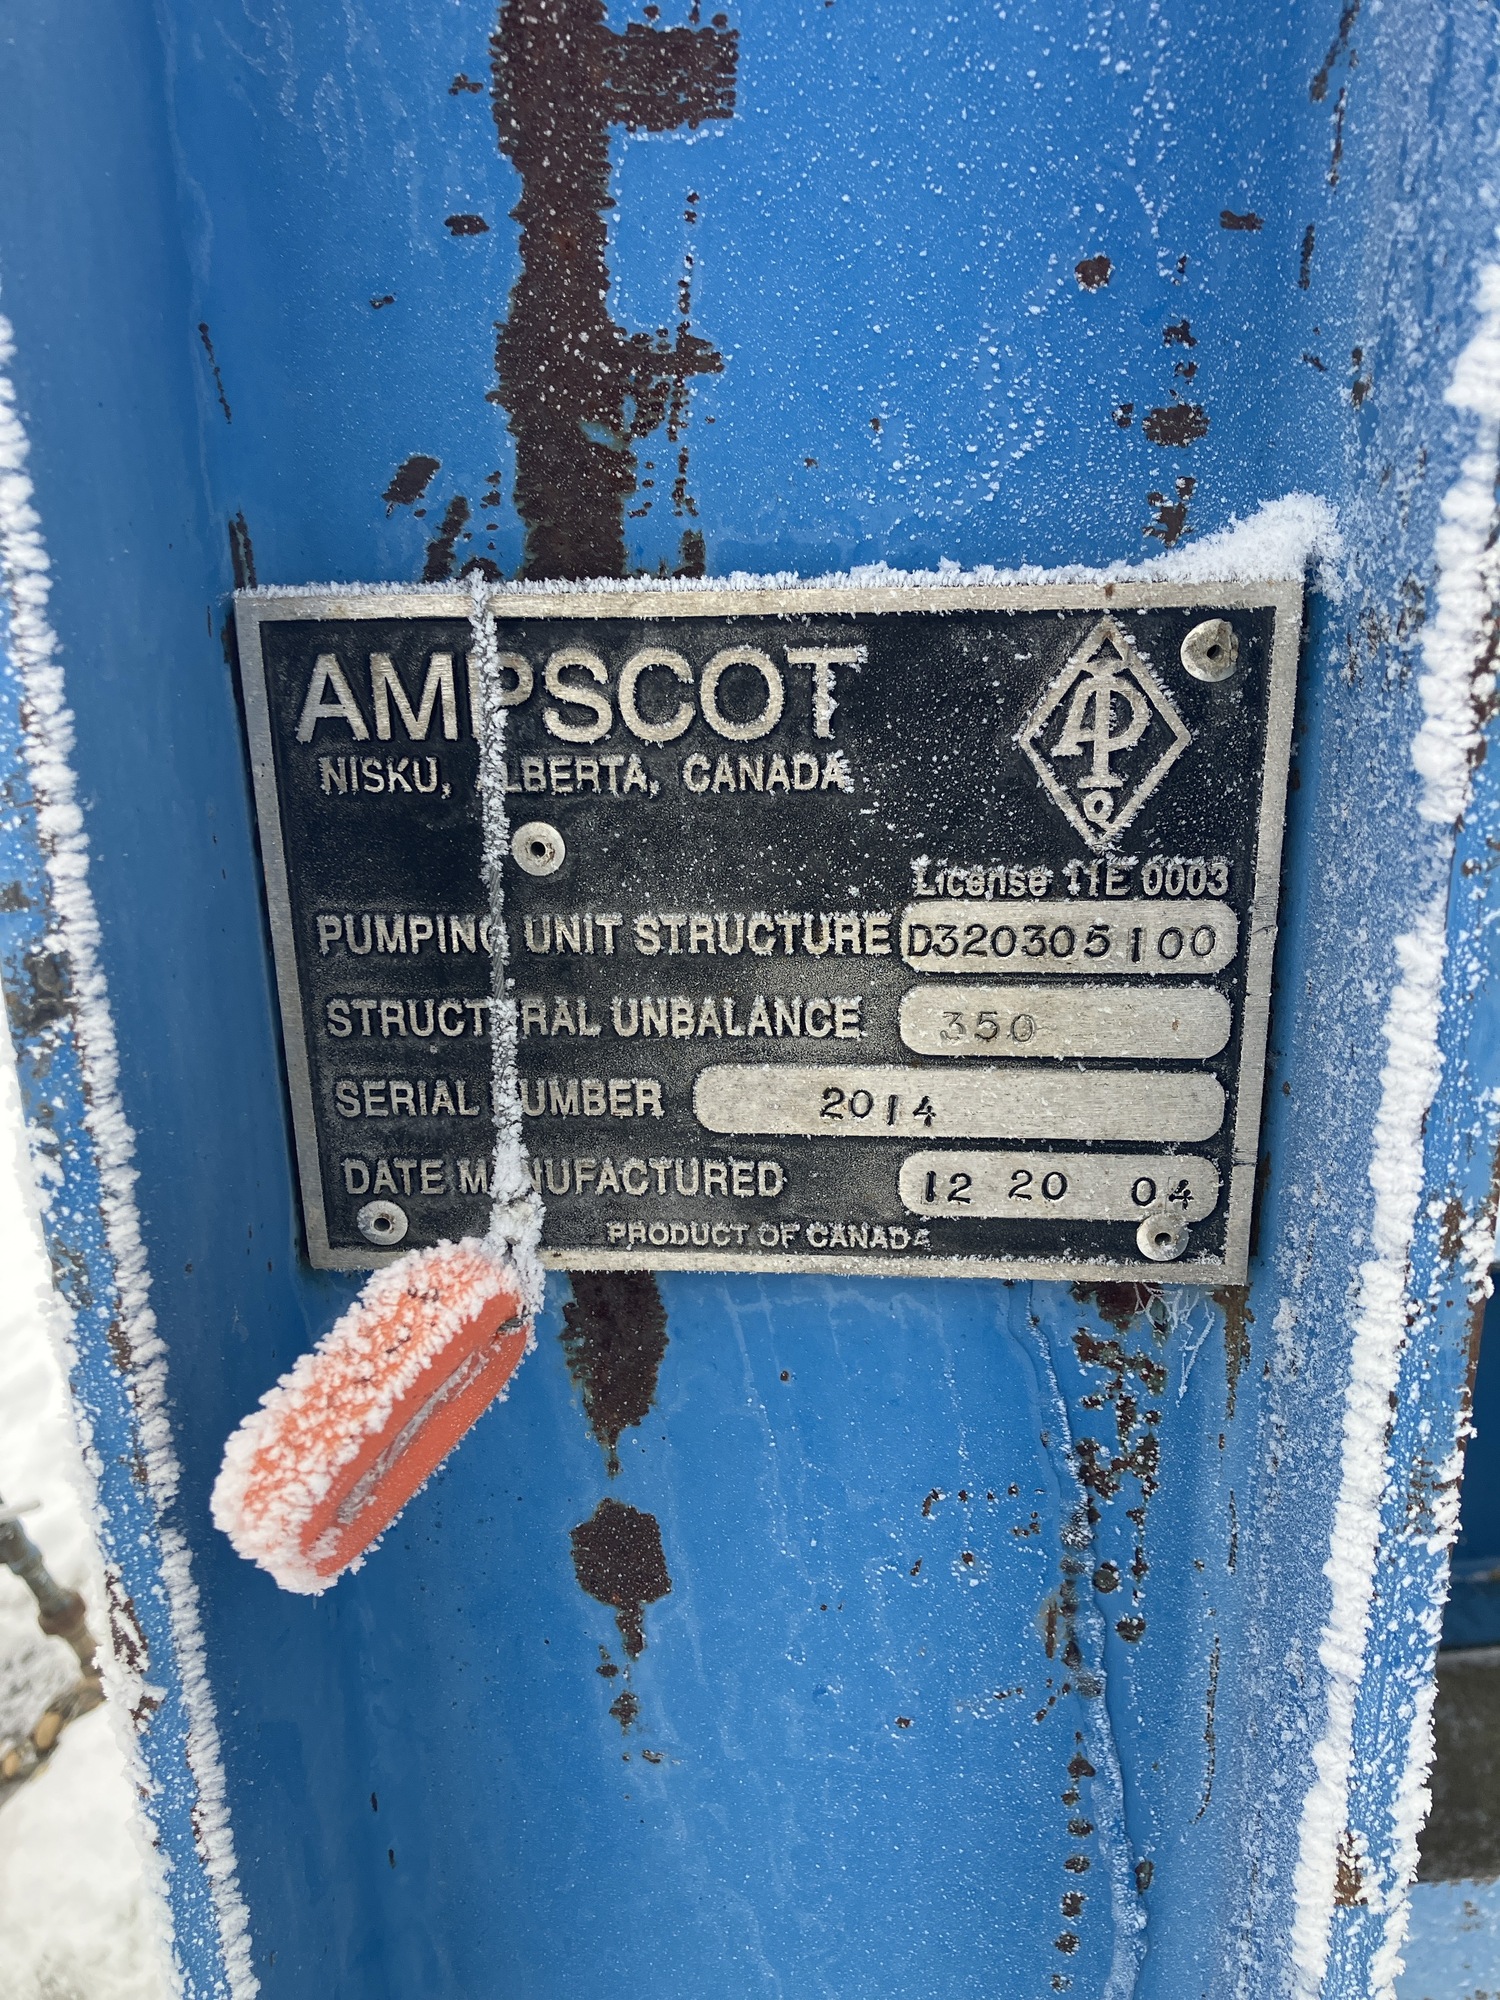 AMPSCOT
NISKU, ALBERTA, CANADA
API
License 11E 0003
PUMPING UNIT STRUCTURE D320305100
STRUCTURAL UNBALANCE 350
SERIAL NUMBER 2014
DATE MANUFACTURED 12 20 04
PRODUCT OF CANADA